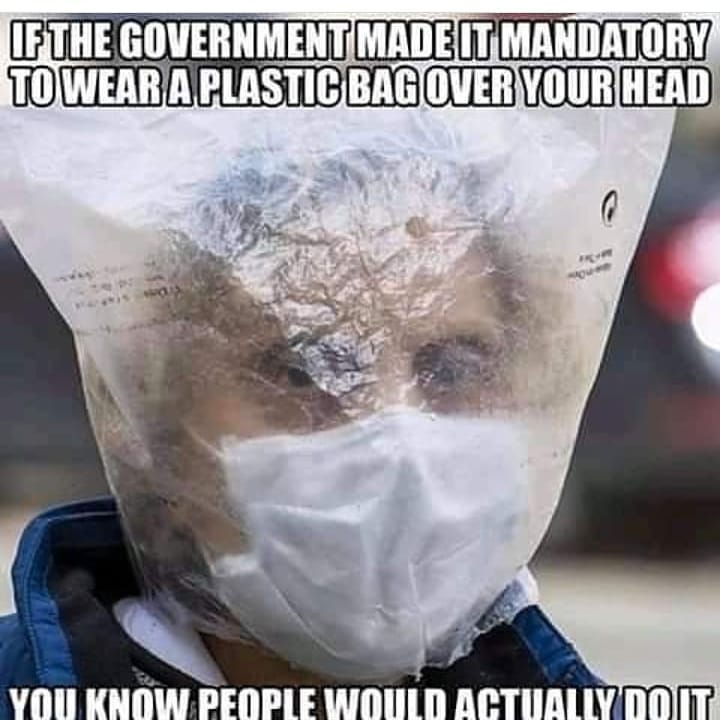 IF THE GOVERNMENT MADE IT MANDATORY
TO WEAR A PLASTIC BAG OVER YOUR HEAD
YOU KNOW PEOPLE WOULD ACTUALLY DO IT